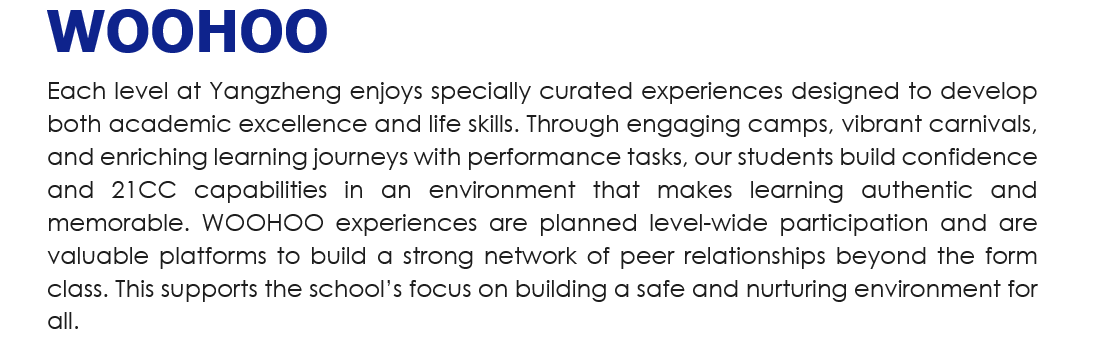 WOOHOO
Each level at Yangzheng enjoys specially curated experiences designed to develop
both academic excellence and life skills. Through engaging camps, vibrant carnivals,
and enriching learning journeys with performance tasks, our students build confidence
and 21CC capabilities in an environment that makes learning authentic and
memorable. WOOHOO experiences are planned level-wide participation and are
valuable platforms to build a strong network of peer relationships beyond the form
class. This supports the school’s focus on building a safe and nurturing environment for
all.